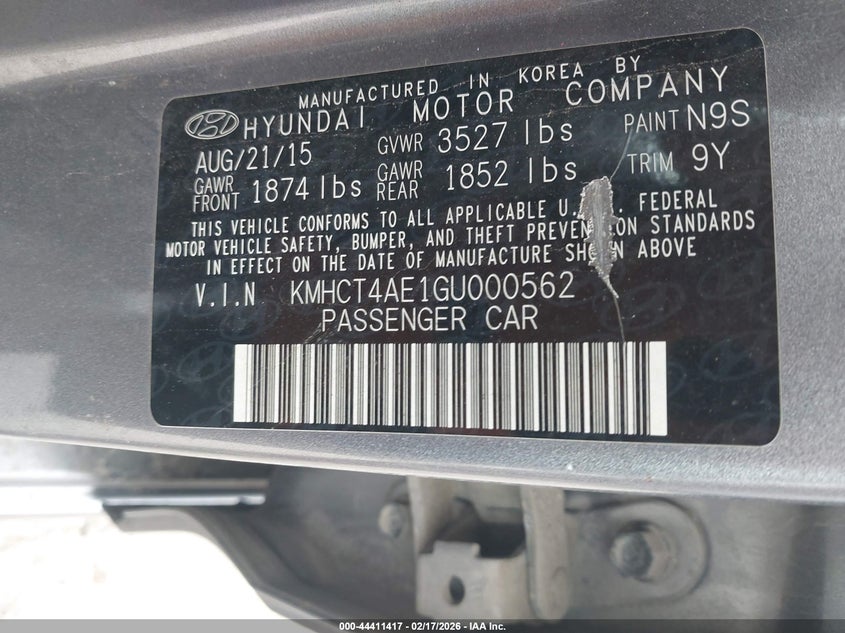 MANUFACTURED IN KOREA BY
HYUNDAI MOTOR COMPANY
AUG/21/15 GVWR 3527 lbs PAINT N9S
GAWR FRONT 1874 lbs GAWR REAR 1852 lbs TRIM 9Y
THIS VEHICLE CONFORMS TO ALL APPLICABLE U. . FEDERAL
MOTOR VEHICLE SAFETY, BUMPER, AND THEFT STANDARDS
IN EFFECT ON THE DATE OF MANUFACTURE ABOVE
V.I.N KMHCT4AE1GU000562
PASSENGER CAR
000-44411417 - 02/17/2026 - IAA Inc.